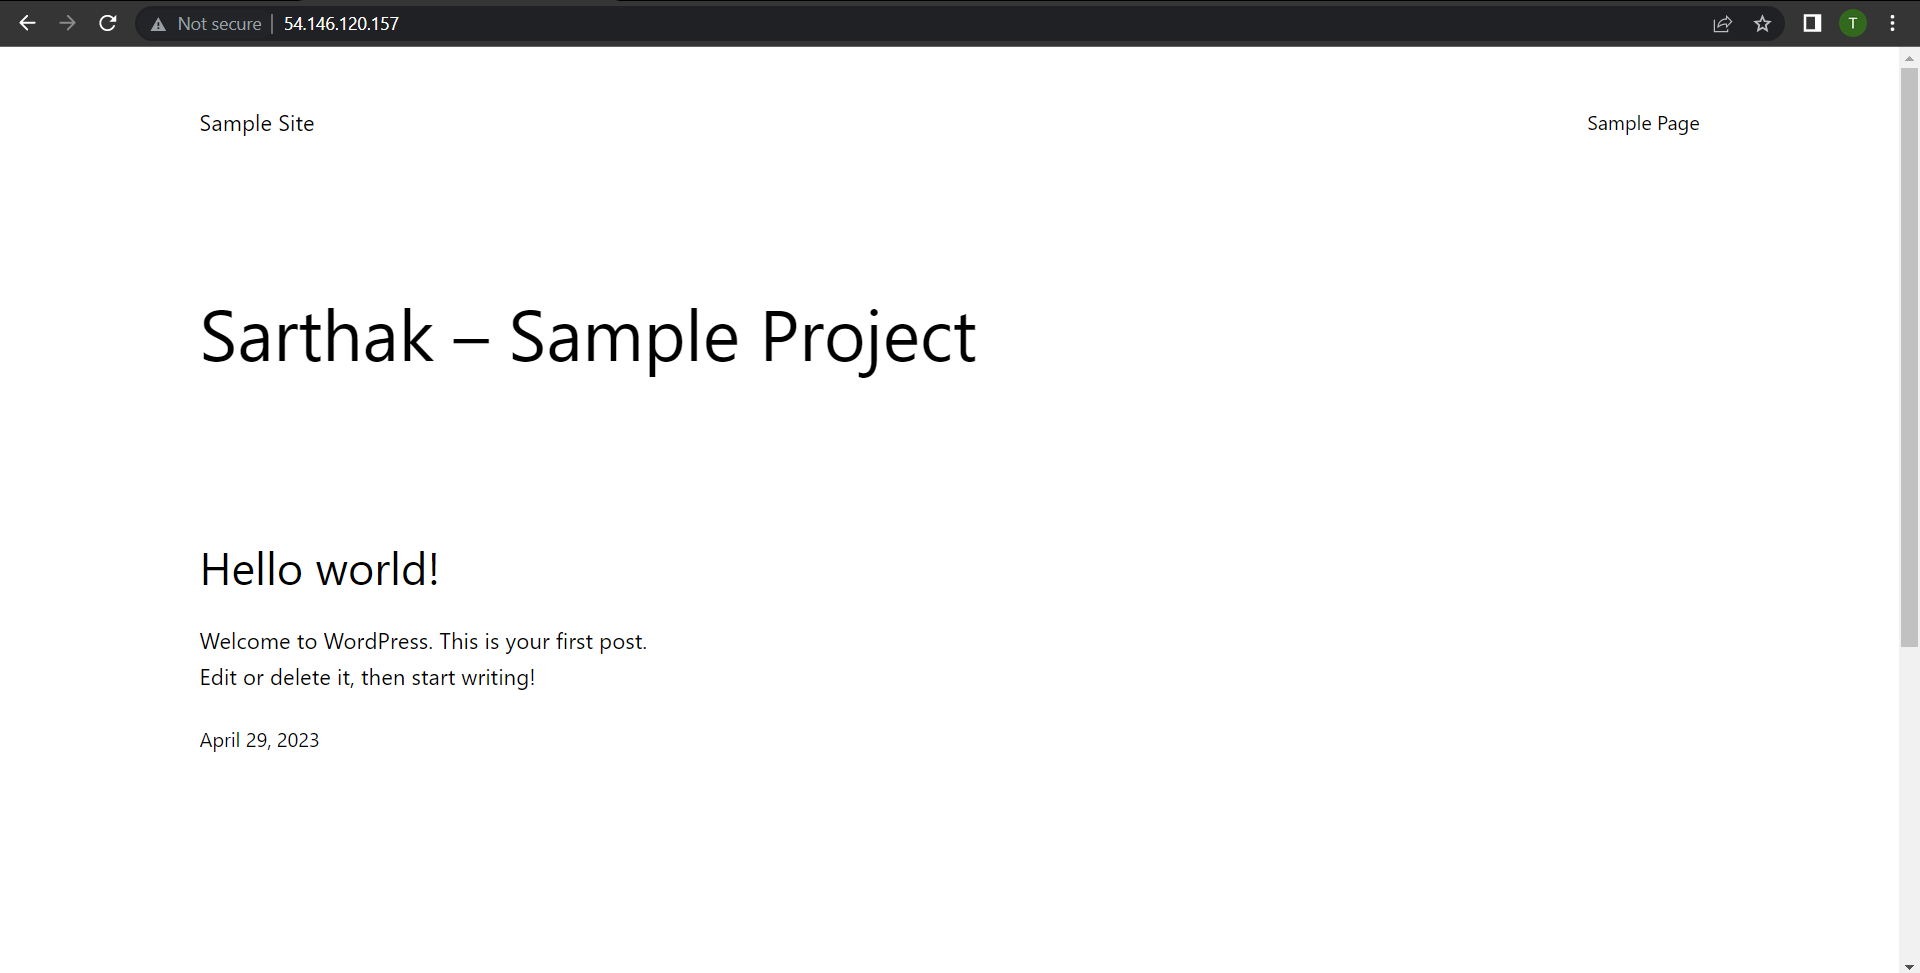 Not secure | 54.146.120.157
T
Sample Site
Sample Page
Sarthak – Sample Project
Hello world!
Welcome to WordPress. This is your first post.
Edit or delete it, then start writing!
April 29, 2023